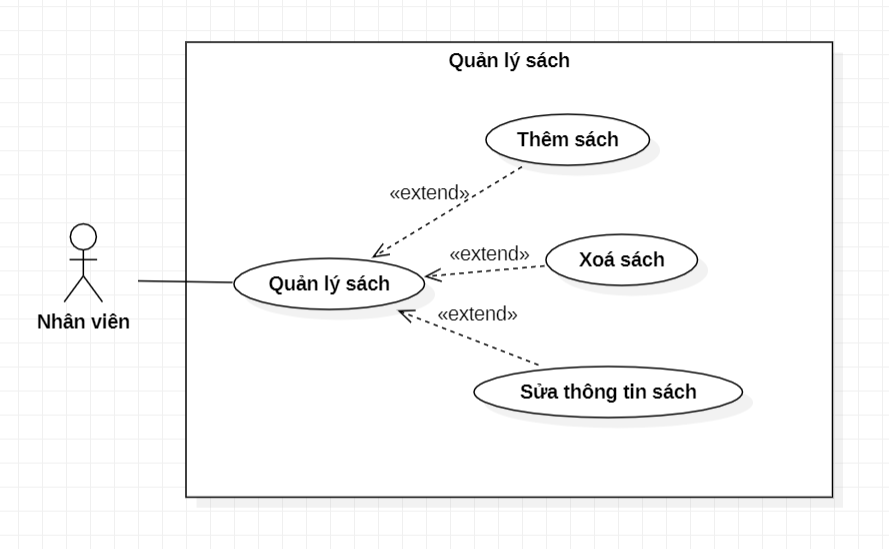 Quản lý sách
Thêm sách
«extend»
«extend»
Xoá sách
Quản lý sách
«extend»
Nhân viên
Sửa thông tin sách